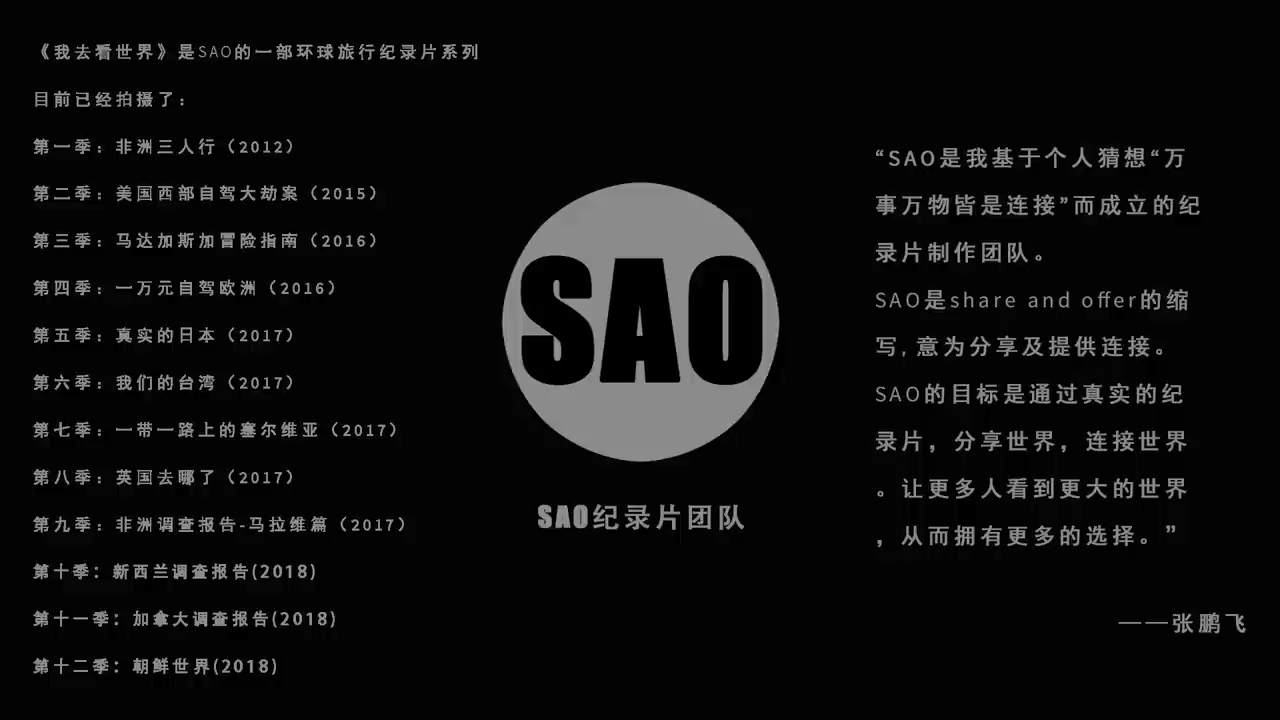 《我去看世界》是SAO的一部环球旅行纪录片系列
目前已经拍摄了：
第一季：非洲三人行（2012）
第二季：美国西部自驾大劫案（2015）
第三季：马达加斯加冒险指南（2016）
第四季：一万元自驾欧洲（2016）
第五季：真实的日本（2017）
第六季：我们的台湾（2017）
第七季：一带一路上的塞尔维亚（2017）
第八季：英国去哪了（2017）
第九季：非洲调查报告-马拉维篇（2017）
第十季：新西兰调查报告(2018)
第十一季：加拿大调查报告(2018)
第十二季：朝鲜世界(2018)
SAO
SAO纪录片团队
“SAO是我基于个人猜想“万
事万物皆是连接”而成立的纪
录片制作团队。
SAO是share and offer的缩
写, 意为分享及提供连接。
SAO的目标是通过真实的纪
录片，分享世界，连接世界
。让更多人看到更大的世界
，从而拥有更多的选择。”
——张鹏飞